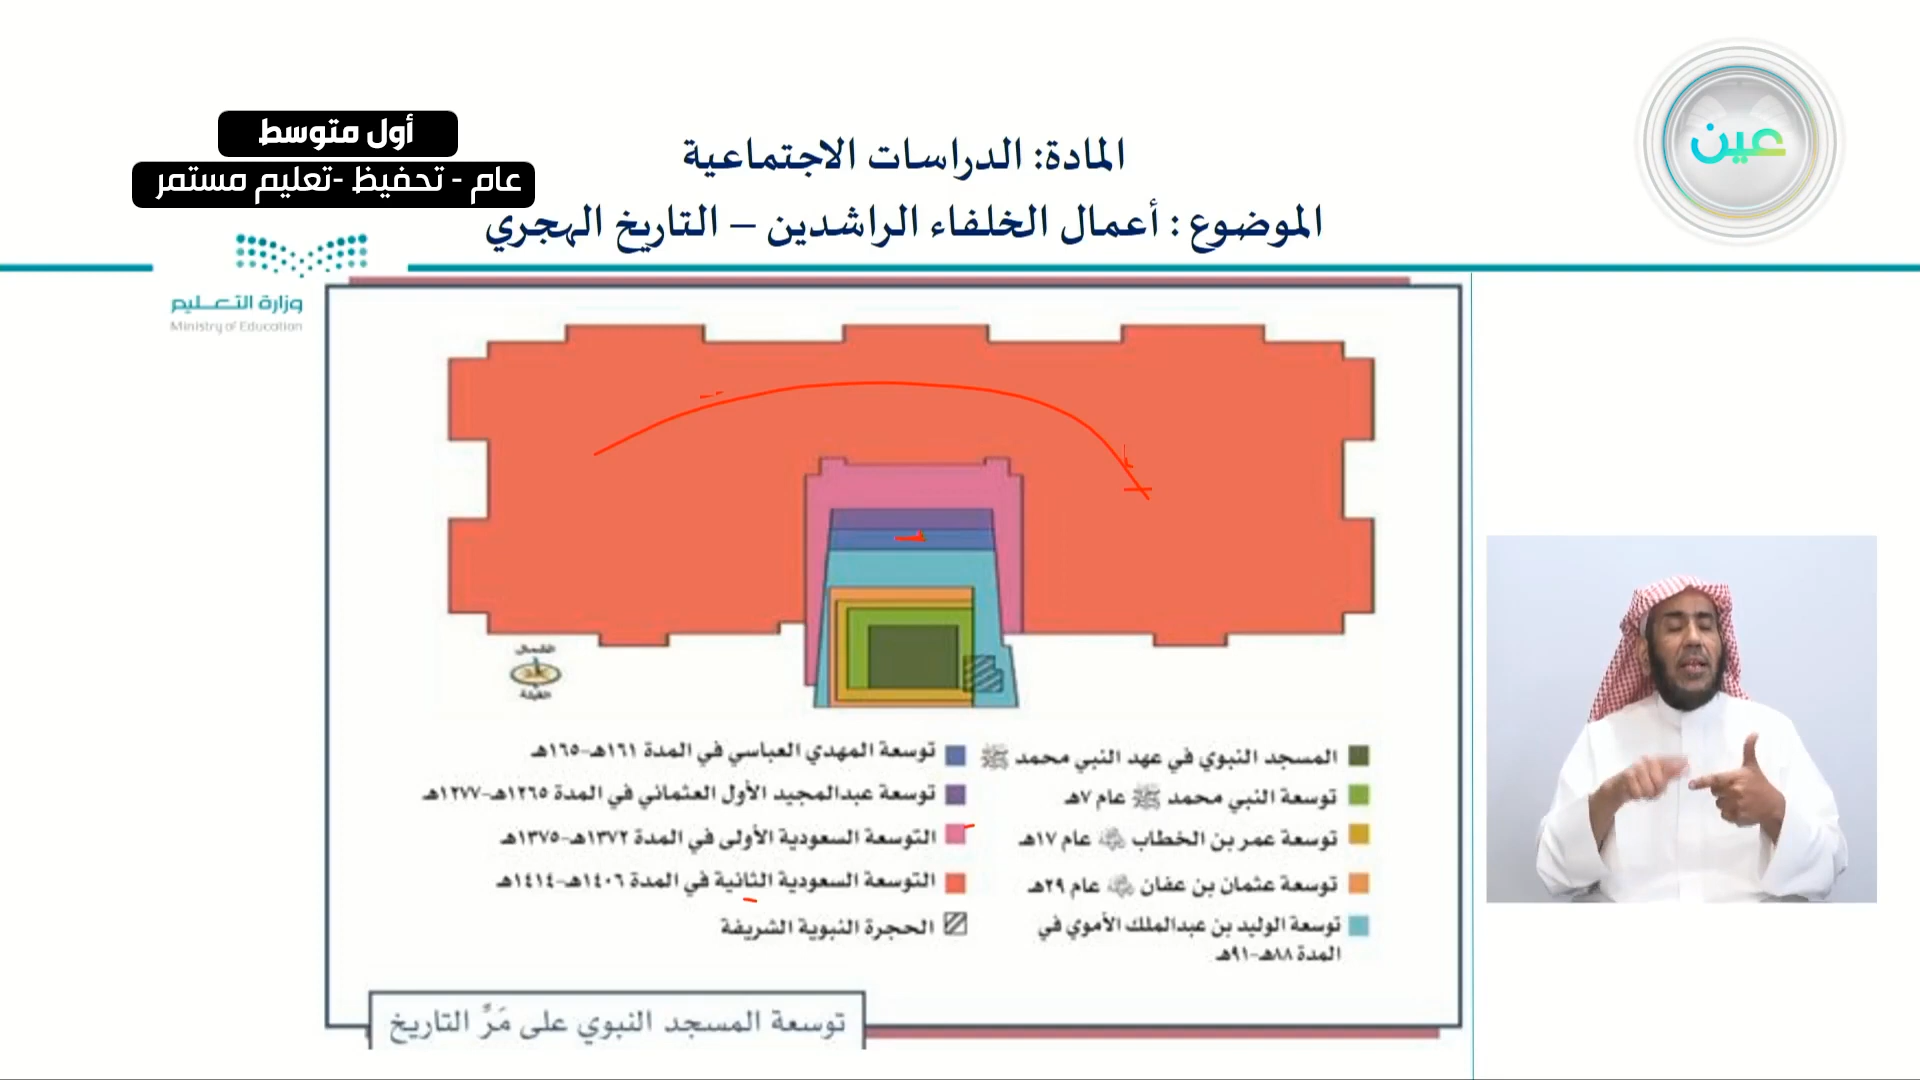 عين
أول متوسط
عام - تحفيظ -تعليم مستمر
المادة: الدراسات الاجتماعية
الموضوع : أعمال الخلفاء الراشدين – التاريخ الهجري
وزارة التعليم
Ministry of Education
الشمال
القبلة
المسجد النبوي في عهد النبي محمد ﷺ
توسعة النبي محمد ﷺ عام ٧هـ
توسعة عمر بن الخطاب رضي الله عنه عام ١٧هـ
توسعة عثمان بن عفان رضي الله عنه عام ٢٩هـ
توسعة الوليد بن عبدالملك الأموي في
المدة ٨٨هـ-٩١هـ
توسعة المهدي العباسي في المدة ١٦١هـ-١٦٥هـ
توسعة عبدالمجيد الأول العثماني في المدة ١٢٦٥هـ-١٢٧٧هـ
التوسعة السعودية الأولى في المدة ١٣٧٢هـ-١٣٧٥هـ
التوسعة السعودية الثانية في المدة ١٤٠٦هـ-١٤١٤هـ
الحجرة النبوية الشريفة
توسعة المسجد النبوي على مَرِّ التاريخ